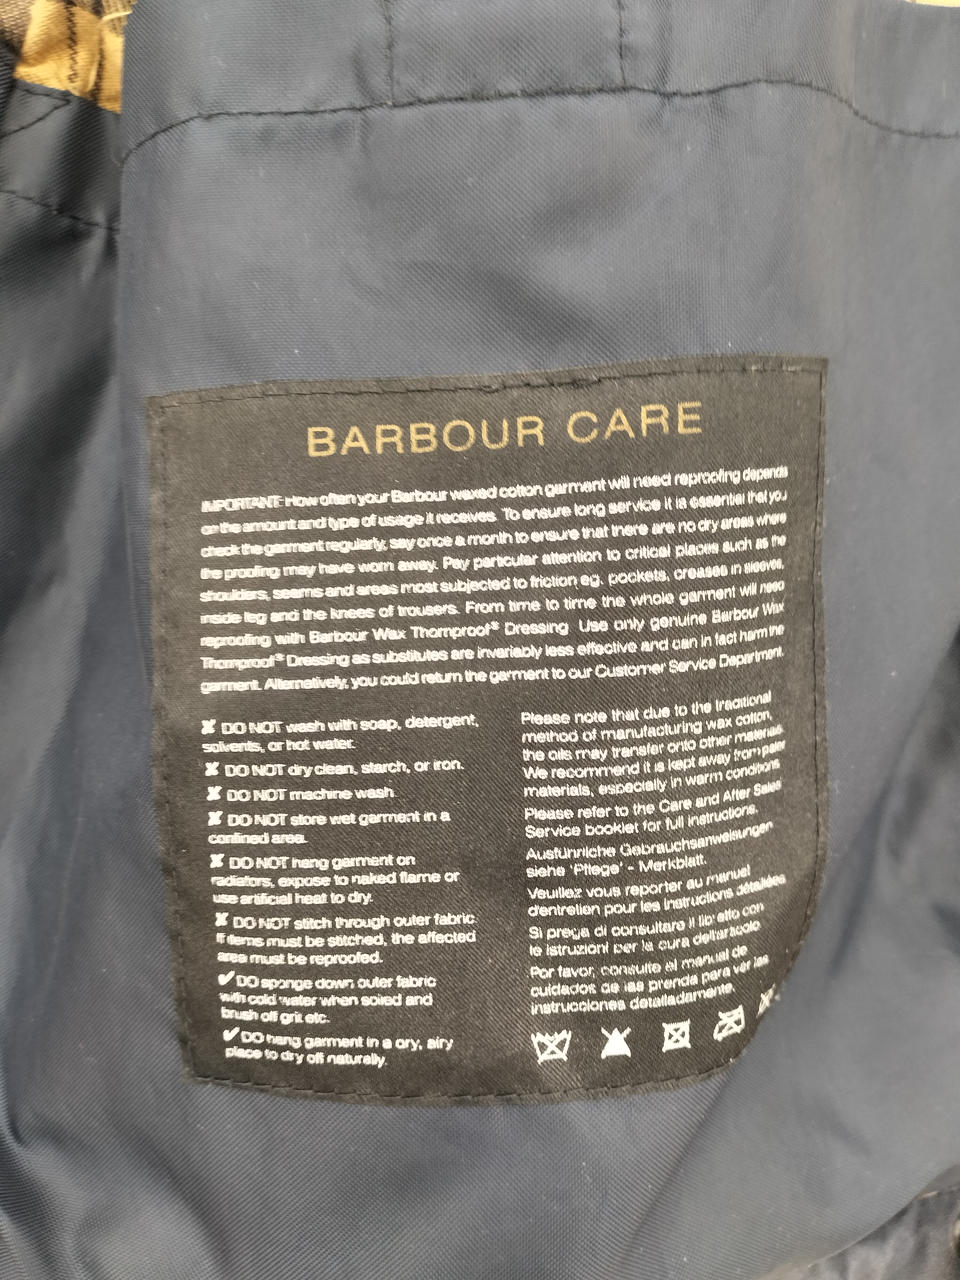 BARBOUR CARE
IMPORTANT: How often your Barbour waxed cotton garment will need reproofing depends
on the amount and type of usage it receives. To ensure long service it is essential that you
check the garment regularly, say once a month to ensure that there are no dry areas where
the proofing may have worn away. Pay particular attention to critical places such as the
shoulders, seams and areas most subjected to friction eg. pockets, creases in sleeves,
inside leg and the knees of trousers. From time to time the whole garment will need
reproofing with Barbour Wax Thornproof® Dressing. Use only genuine Barbour Wax
Thornproof® Dressing as substitutes are invariably less effective and can in fact harm the
garment. Alternatively, you could return the garment to our Customer Service Department.
✘ DO NOT wash with soap, detergent,
solvents, or hot water.
✘ DO NOT dry clean, starch, or iron.
✘ DO NOT machine wash
✘ DO NOT store wet garment in a
confined area.
✘ DO NOT hang garment on
radiators, expose to naked flame or
use artificial heat to dry.
✘ DO NOT stitch through outer fabric
If items must be stitched, the affected
area must be reproofed.
✔ DO sponge down outer fabric
with cold water when soiled and
brush off grit etc.
✔ DO hang garment in a dry, airy
place to dry off naturally.
Please note that due to the traditional
method of manufacturing wax cotton,
the oils may transfer onto other materials.
We recommend it is kept away from paler
materials, especially in warm conditions
Please refer to the Care and After Sales
Service booklet for full instructions.
Ausführliche Gebrauchsanweisungen
siehe 'Pflege' - Merkblatt.
Veuillez vous reporter au manuel
d'entretien pour les instructions détaillées
Si prega di consultare il libretto con
le istruzioni per la cura dell'articolo
Por favor, consulte el manual de
cuidados de las prenda para ver las
instrucciones detalladamente.